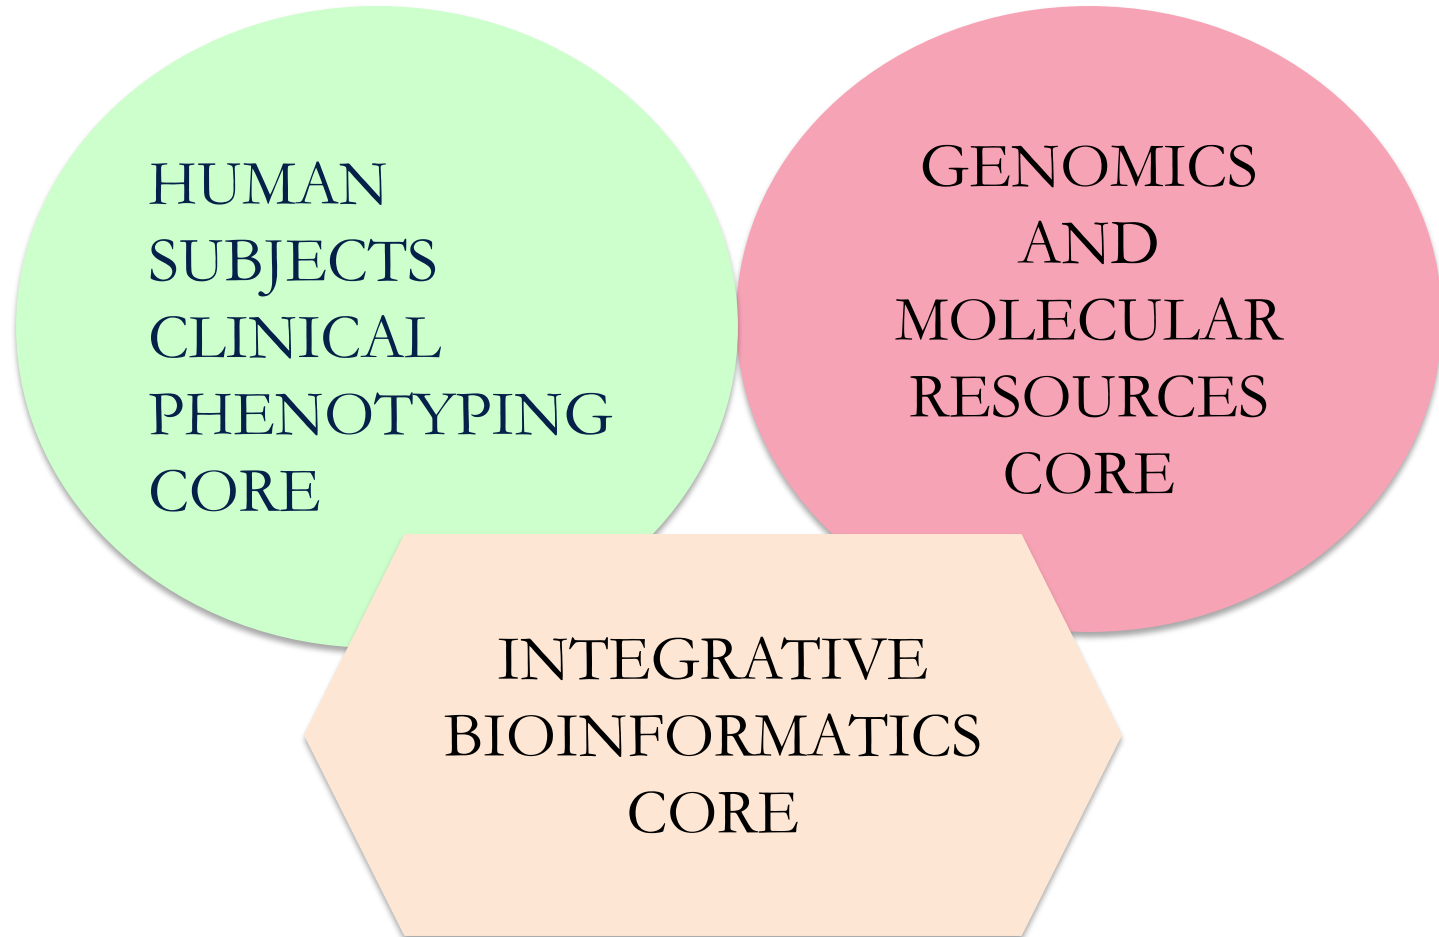 HUMAN
SUBJECTS
CLINICAL
PHENOTYPING
CORE
GENOMICS
AND
MOLECULAR
RESOURCES
CORE
INTEGRATIVE
BIOINFORMATICS
CORE